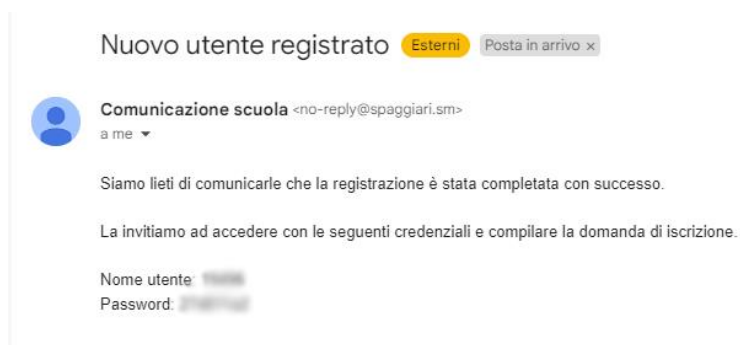 Nuovo utente registrato Esterni Posta in arrivo x
Comunicazione scuola <no-reply@spaggiari.sm>
a me
Siamo lieti di comunicarle che la registrazione è stata completata con successo.
La invitiamo ad accedere con le seguenti credenziali e compilare la domanda di iscrizione.
Nome utente:
Password: